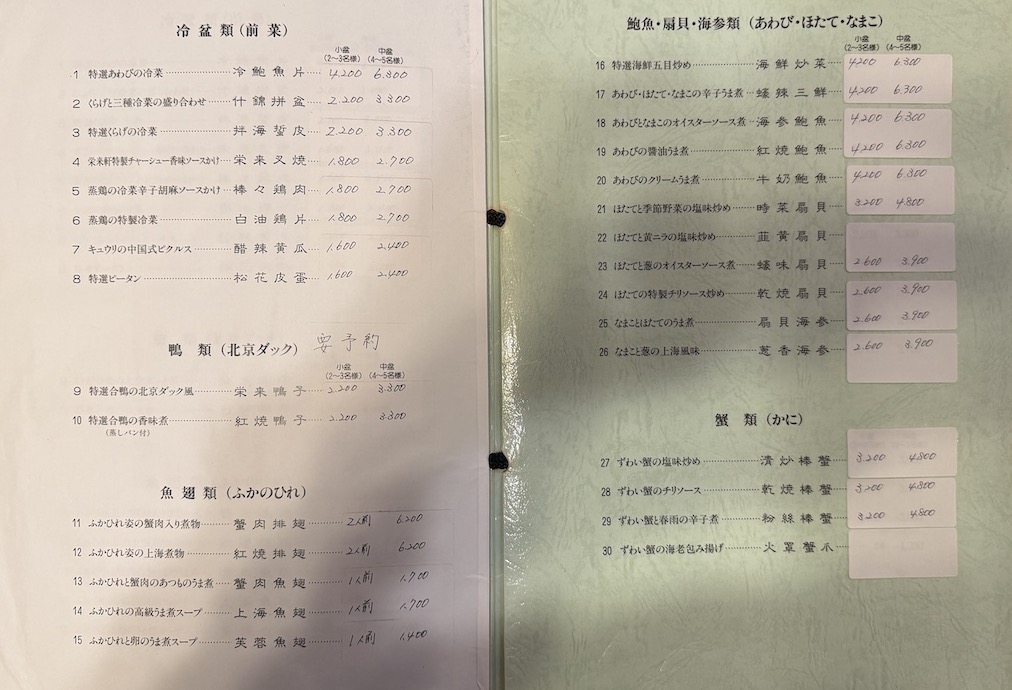 冷盆類（前菜）
小盆 中盆
（2〜3名様） （4〜5名様）
1 特選あわびの冷菜 冷鮑魚片 4.200 6.300
2 くらげと三種冷菜の盛り合わせ 什錦拼盆 2.200 3.300
3 特選くらげの冷菜 拌海蜇皮 2.200 3.300
4 栄来軒特製チャーシュー香味ソースかけ 栄来叉焼 1.800 2.700
5 蒸鶏の冷菜辛子胡麻ソースかけ 棒々鶏肉 1.800 2.700
6 蒸鶏の特製冷菜 白油鶏片 1.800 2.700
7 キュウリの中国式ピクルス 醋辣黄瓜 1.600 2.400
8 特選ピータン 松花皮蛋 1.600 2.400
鴨類（北京ダック） 要予約
小盆 中盆
（2〜3名様） （4〜5名様）
9 特選合鴨の北京ダック風 栄来鴨子 2.200 3.300
10 特選合鴨の香味煮 紅焼鴨子 2.200 3.300
（蒸しパン付）
魚翅類（ふかのひれ）
11 ふかひれ姿の蟹肉入り煮物 蟹肉排翅 2人前 6.200
12 ふかひれ姿の上海煮物 紅燒排翅 2人前 6.200
13 ふかひれと蟹肉のあつものうま煮 蟹肉魚翅 1人前 1.700
14 ふかひれの高級うま煮スープ 上海魚翅 1人前 1.700
15 ふかひれと卵のうま煮スープ 芙蓉魚翅 1人前 1.400
鮑魚・扇貝・海参類（あわび・ほたて・なまこ）
小盆 中盆
（2〜3名様） （4〜5名様）
16 特選海鮮五目炒め 海鮮炒菜 4200 6.300
17 あわび・ほたて・なまこの辛子うま煮 蠔辣三鮮 4.200 6.300
18 あわびとなまこのオイスターソース煮 海参鮑魚 4.200 6.300
19 あわびの醬油うま煮 紅焼鮑魚 4.200 6.300
20 あわびのクリームうま煮 牛奶鮑魚 4.200 6.300
21 ほたてと季節野菜の塩味炒め 時菜扇貝 3.200 4.800
22 ほたてと黄ニラの塩味炒め 韮黄扇貝
23 ほたてと葱のオイスターソース煮 蠔味扇貝 2.600 3.900
24 ほたての特製チリソース炒め 乾焼扇貝 2.600 3.900
25 なまことほたてのうま煮 扇貝海参 2.600 3.900
26 なまこと葱の上海風味 葱香海参 2.600 3.900
蟹類（かに）
27 ずわい蟹の塩味炒め 清炒棒蟹 3.200 4.800
28 ずわい蟹のチリソース 乾焼棒蟹 3.200 4.800
29 ずわい蟹と春雨の辛子煮 粉絲棒蟹 3.200 4.800
30 ずわい蟹の海老包み揚げ 大罩蟹爪